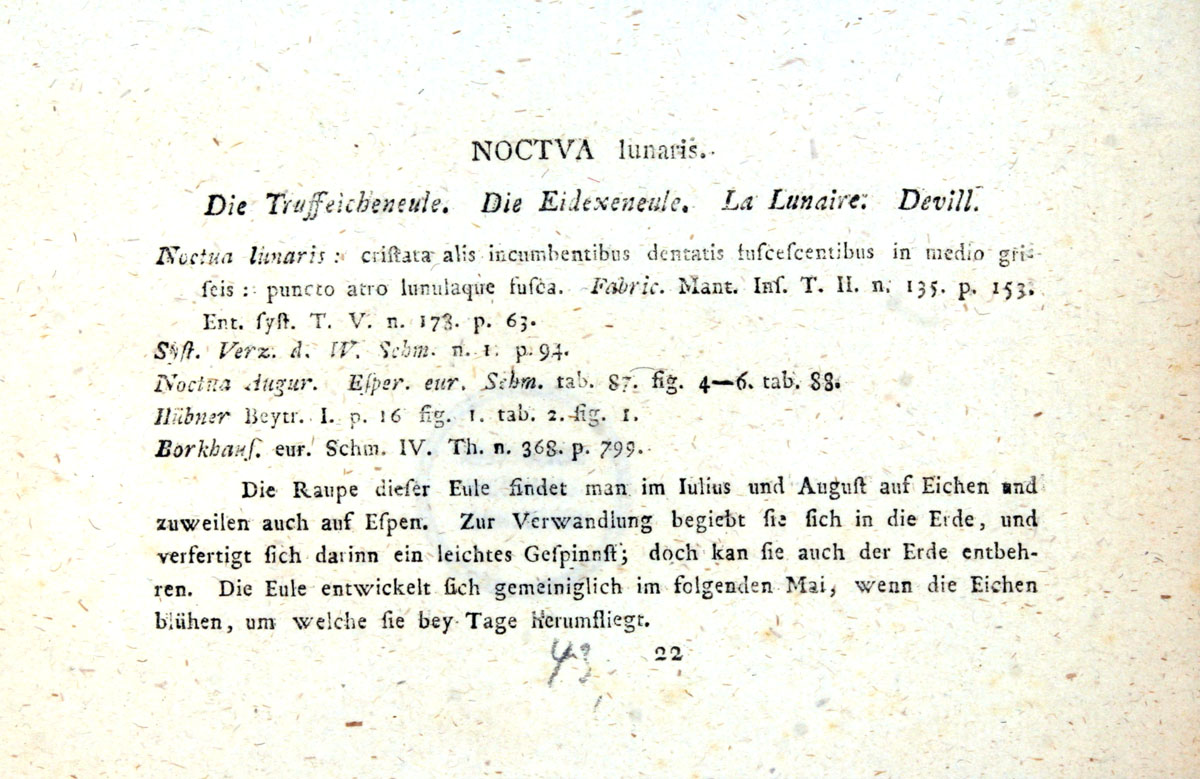 NOCTVA lunaris.
Die Truffeicheneule. Die Eidexeneule. La Lunaire. Devill.
Noctua lunaris: criſtata alis incumbentibus dentatis fuſceſcentibus in medio gri-
ſeis: puncto atro lunulaque fuſca. Fabric. Mant. Inſ. T. II. n. 135. p. 153.
Ent. ſyſt. T. V. n. 178. p. 63.
Syſt. Verz. d. W. Schm. n. 1. p. 94.
Noctua Augur. Eſper. eur. Schm. tab. 87. fig. 4—6. tab. 88.
Hübner Beytr. I. p. 16 fig. 1. tab. 2. fig. 1.
Borkhauſ. eur. Schm. IV. Th. n. 368. p. 799.
Die Raupe dieſer Eule findet man im Iulius und Auguſt auf Eichen und
zuweilen auch auf Eſpen. Zur Verwandlung begiebt ſie ſich in die Erde, und
verfertigt ſich darinn ein leichtes Geſpinnſt; doch kan ſie auch der Erde entbeh-
ren. Die Eule entwickelt ſich gemeiniglich im folgenden Mai, wenn die Eichen
blühen, um welche ſie bey Tage herumfliegt.
43 22